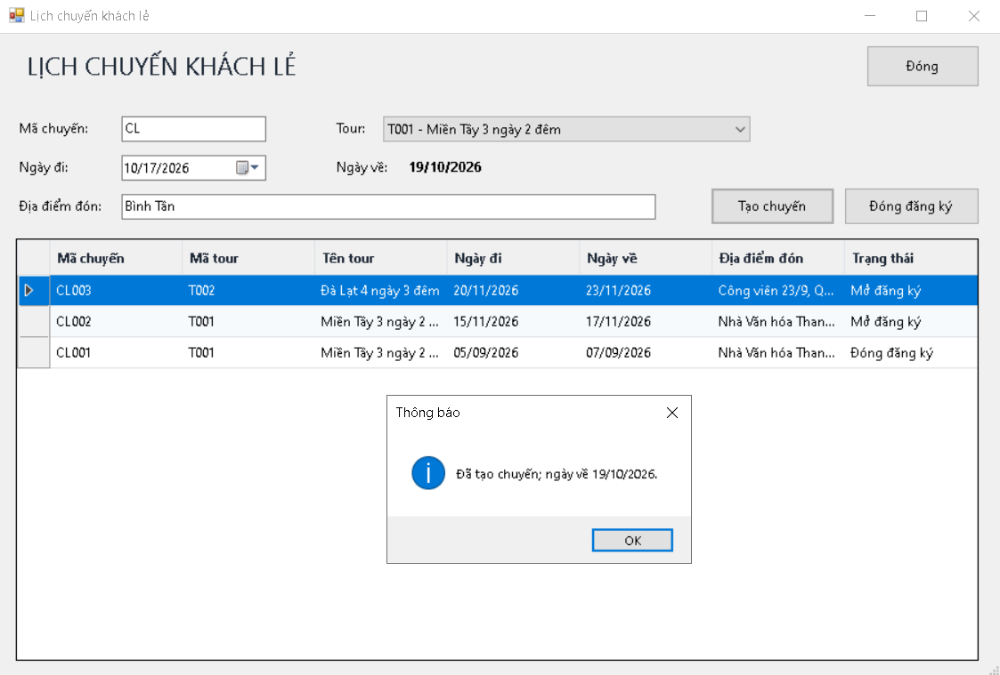 Lịch chuyến khách lẻ
LỊCH CHUYẾN KHÁCH LẺ
Đóng
Mã chuyến: CL Tour: T001 - Miền Tây 3 ngày 2 đêm
Ngày đi: 10/17/2026 Ngày về: 19/10/2026
Địa điểm đón: Bình Tân Tạo chuyến Đóng đăng ký
Mã chuyến Mã tour Tên tour Ngày đi Ngày về Địa điểm đón Trạng thái
CL003 T002 Đà Lạt 4 ngày 3 đêm 20/11/2026 23/11/2026 Công viên 23/9, Q... Mở đăng ký
CL002 T001 Miền Tây 3 ngày 2 ... 15/11/2026 17/11/2026 Nhà Văn hóa Than... Mở đăng ký
CL001 T001 Miền Tây 3 ngày 2 ... 05/09/2026 07/09/2026 Nhà Văn hóa Than... Đóng đăng ký
Thông báo
Đã tạo chuyến; ngày về 19/10/2026.
OK